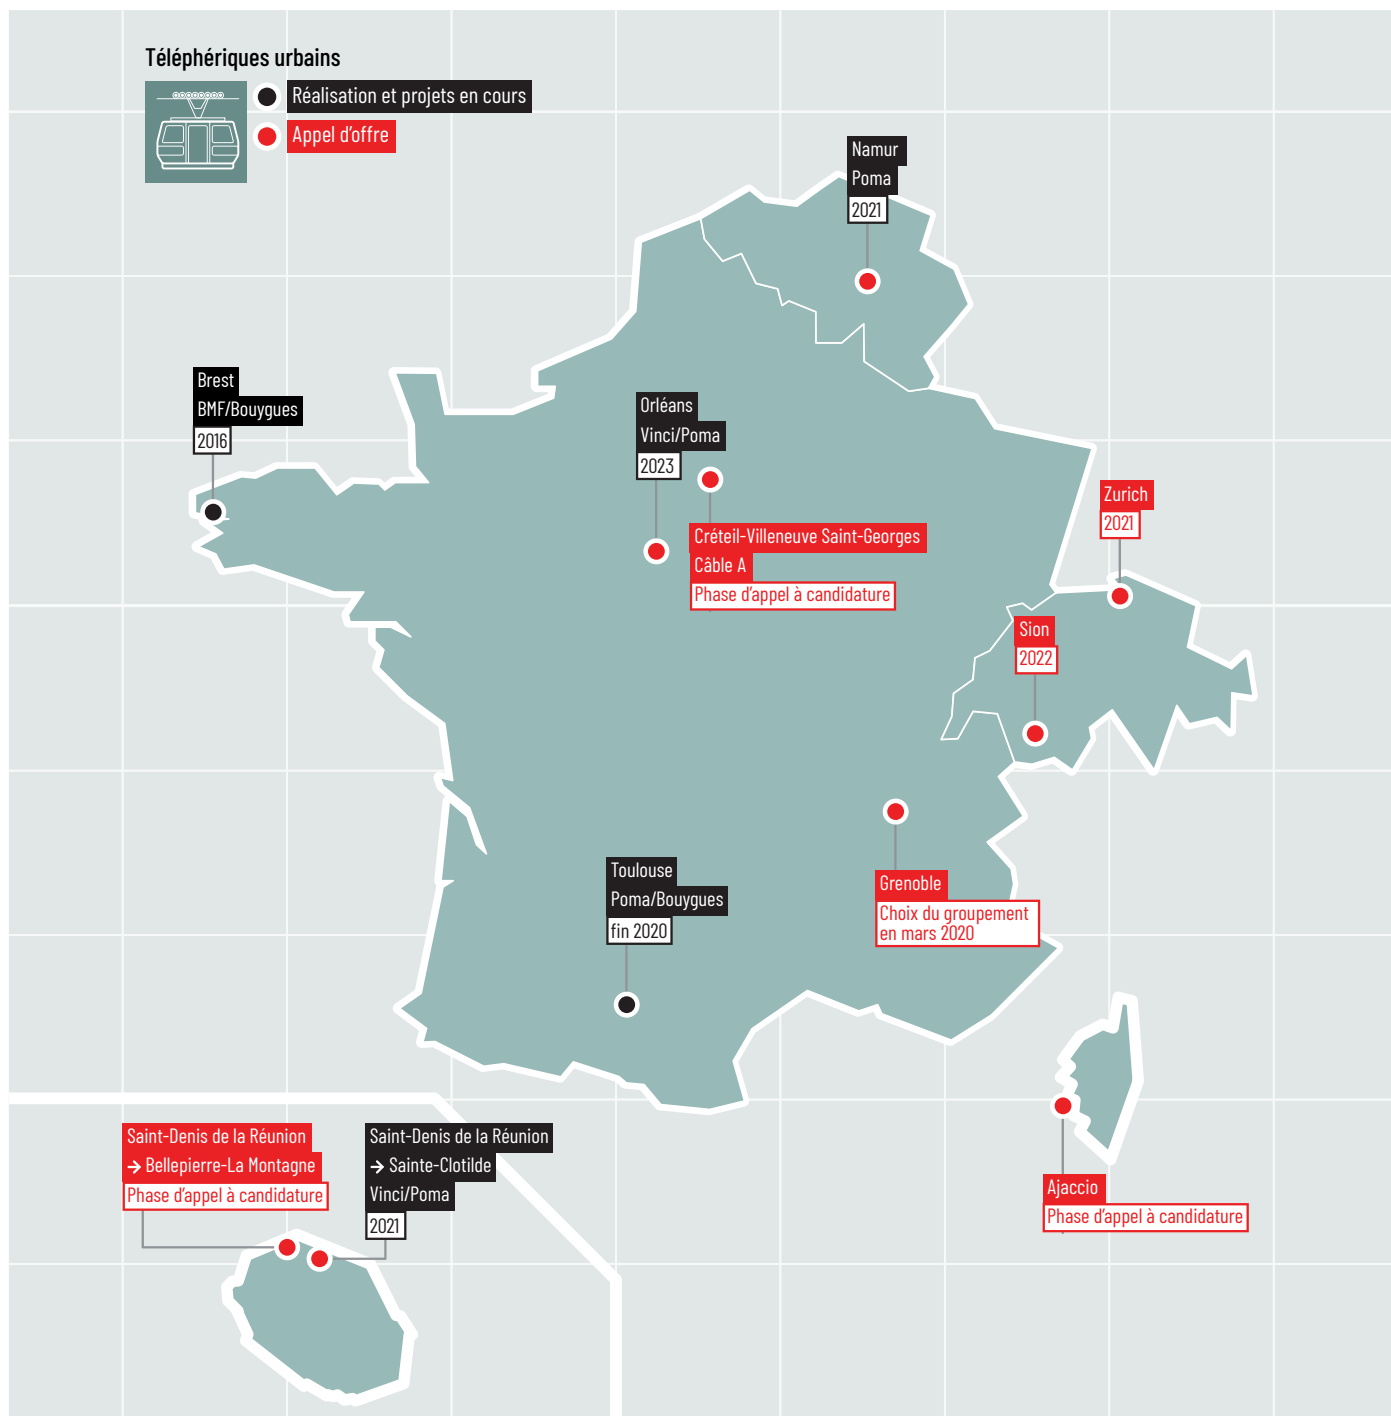 Téléphériques urbains
Réalisation et projets en cours
Appel d'offre
Namur
Poma
2021
Brest
BMF/Bouygues
2016
Orléans
Vinci/Poma
2023
Créteil-Villeneuve Saint-Georges
Câble A
Phase d'appel à candidature
Zurich
2021
Sion
2022
Toulouse
Poma/Bouygues
fin 2020
Grenoble
Choix du groupement
en mars 2020
Saint-Denis de la Réunion
→ Bellepierre-La Montagne
Phase d'appel à candidature
Saint-Denis de la Réunion
→ Sainte-Clotilde
Vinci/Poma
2021
Ajaccio
Phase d'appel à candidature